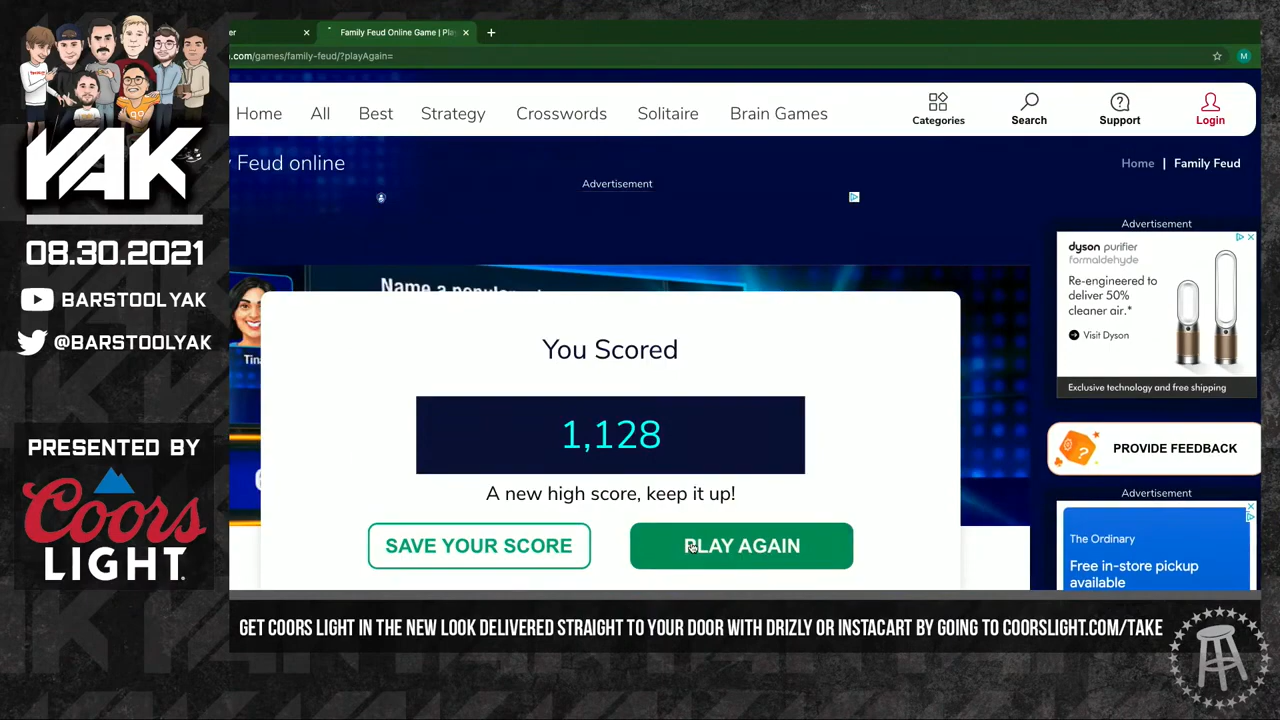 YAK
08.30.2021
BARSTOOLYAK
@BARSTOOLYAK
PRESENTED BY
Coors
LIGHT
Family Feud Online Game | Pla
.com/games/family-feud/?playAgain=
M
Home All Best Strategy Crosswords Solitaire Brain Games
Categories Search Support Login
Feud online
Home | Family Feud
Advertisement
Name a popular
Tin
You Scored
1,128
A new high score, keep it up!
SAVE YOUR SCORE
PLAY AGAIN
Advertisement
dyson purifier
formaldehyde
Re-engineered to
deliver 50%
cleaner air.*
Visit Dyson
Exclusive technology and free shipping
PROVIDE FEEDBACK
Advertisement
The Ordinary
Free in-store pickup
available
GET COORS LIGHT IN THE NEW LOOK DELIVERED STRAIGHT TO YOUR DOOR WITH DRIZLY OR INSTACART BY GOING TO COORSLIGHT.COM/TAKE